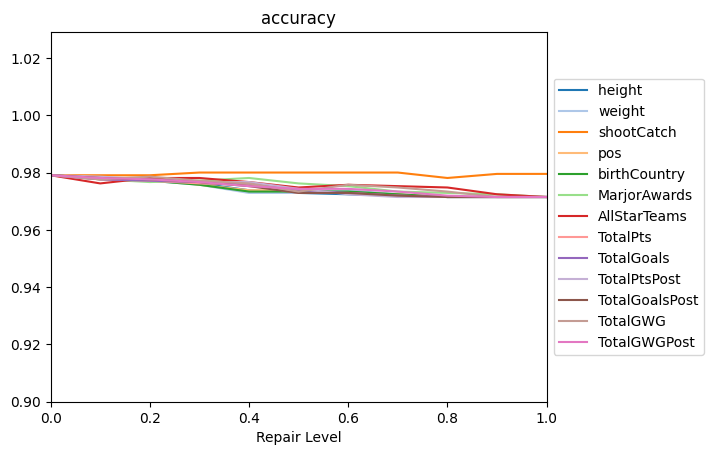 accuracy
1.02
1.00
0.98
0.96
0.94
0.92
0.90
0.0 0.2 0.4 0.6 0.8 1.0
Repair Level
height
weight
shootCatch
pos
birthCountry
MarjorAwards
AllStarTeams
TotalPts
TotalGoals
TotalPtsPost
TotalGoalsPost
TotalGWG
TotalGWGPost